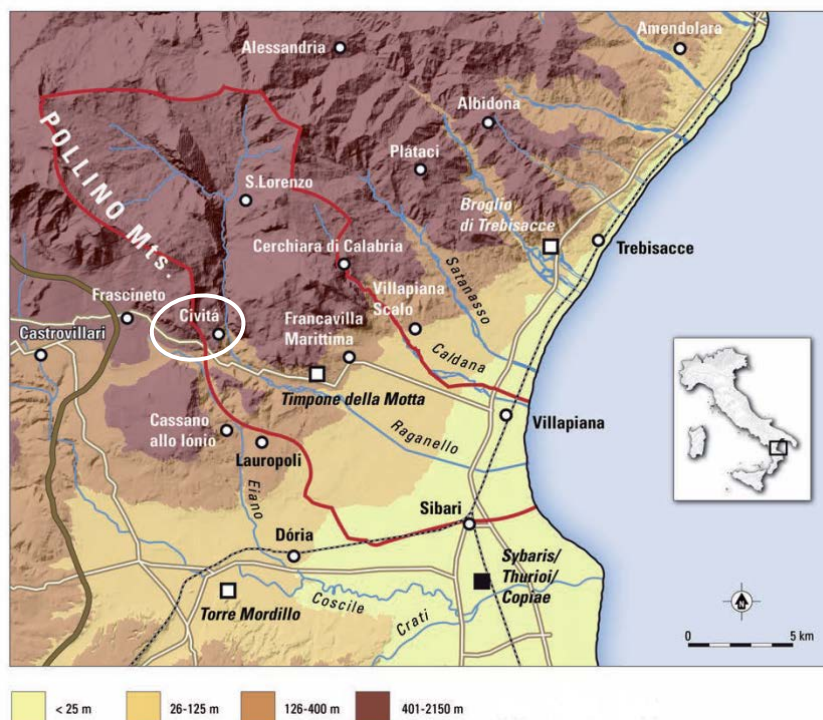 Alessandria
Amendolara
Albidona
Plátaci
POLLINO Mts.
S.Lorenzo
Broglio
di Trebisacce
Trebisacce
Cerchiara di Calabria
Satanasso
Frascineto
Civitá
Villapiana
Scalo
Castrovillari
Francavilla
Marittima
Caldana
Timpone della Motta
Villapiana
Cassano
allo Iónio
Lauropoli
Raganello
Eiano
Sibari
Dória
Sybaris/
Thurioi/
Copiae
Torre Mordillo
Coscile
Crati
N
0 5 km
< 25 m 26-125 m 126-400 m 401-2150 m